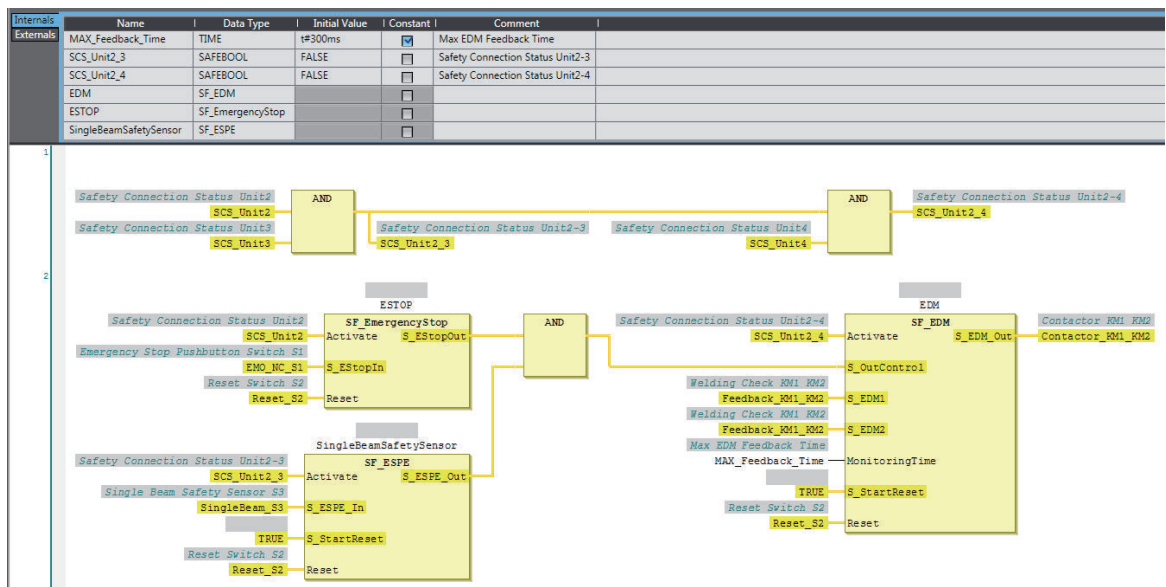 Internals
Externals
Name Data Type Initial Value Constant Comment
MAX_Feedback_Time TIME t#300ms Max EDM Feedback Time
SCS_Unit2_3 SAFEBOOL FALSE Safety Connection Status Unit2-3
SCS_Unit2_4 SAFEBOOL FALSE Safety Connection Status Unit2-4
EDM SF_EDM
ESTOP SF_EmergencyStop
SingleBeamSafetySensor SF_ESPE
1
Safety Connection Status Unit2 AND AND Safety Connection Status Unit2-4
SCS_Unit2 SCS_Unit2_4
Safety Connection Status Unit3 Safety Connection Status Unit2-3 Safety Connection Status Unit4
SCS_Unit3 SCS_Unit2_3 SCS_Unit4
2
ESTOP EDM
Safety Connection Status Unit2 SF_EmergencyStop AND Safety Connection Status Unit2-4 SF_EDM Contactor KM1 KM2
SCS_Unit2 Activate S_EStopOut SCS_Unit2_4 Activate S_EDM_Out Contactor_KM1_KM2
Emergency Stop Pushbutton Switch S1
EMO_NC_S1 S_EStopIn S_OutControl
Reset Switch S2 Welding Check KM1 KM2
Reset_S2 Reset Feedback_KM1_KM2 S_EDM1
Welding Check KM1 KM2
Feedback_KM1_KM2 S_EDM2
SingleBeamSafetySensor Max EDM Feedback Time
Safety Connection Status Unit2-3 SF_ESPE MAX_Feedback_Time MonitoringTime
SCS_Unit2_3 Activate S_ESPE_Out
Single Beam Safety Sensor S3 TRUE S_StartReset
SingleBeam_S3 S_ESPE_In Reset Switch S2
Reset_S2 Reset
TRUE S_StartReset
Reset Switch S2
Reset_S2 Reset